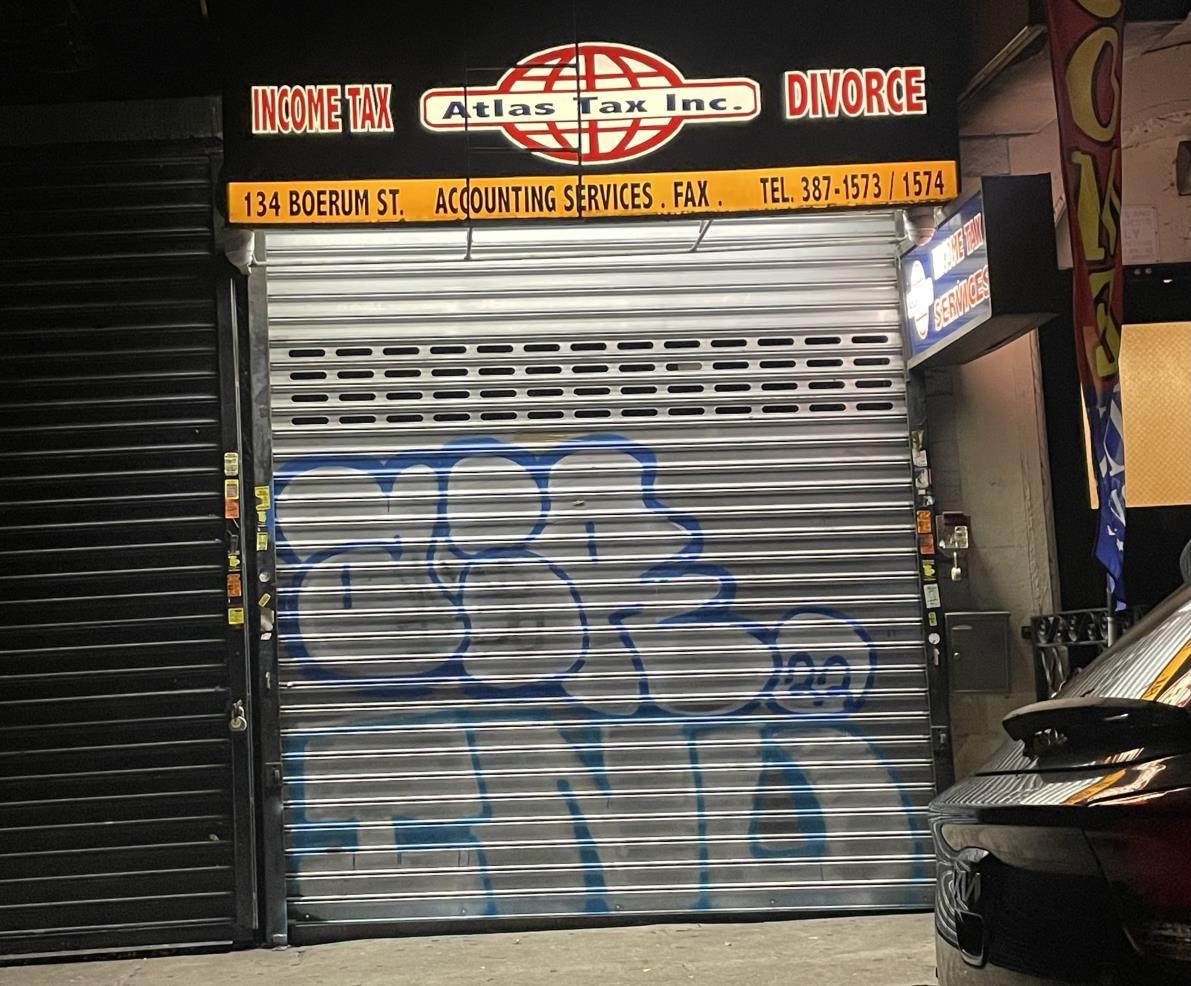 INCOME TAX
Atlas Tax Inc.
DIVORCE
134 BOERUM ST. ACCOUNTING SERVICES . FAX . TEL. 387-1573 / 1574
INCOME TAX
SERVICES